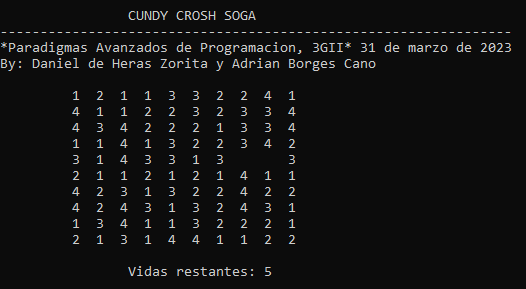 CUNDY CROSH SOGA
----------------------------------------------------------------
*Paradigmas Avanzados de Programacion, 3GII* 31 de marzo de 2023
By: Daniel de Heras Zorita y Adrian Borges Cano
1 2 1 1 3 3 2 2 4 1
4 1 1 2 2 3 2 3 3 4
4 3 4 2 2 2 1 3 3 4
1 1 4 1 3 2 2 3 4 2
3 1 4 3 3 1 3     3
2 1 1 2 1 2 1 4 1 1
4 2 3 1 3 2 2 4 2 2
4 2 4 3 1 3 2 4 3 1
1 3 4 1 1 3 2 2 2 1
2 1 3 1 4 4 1 1 2 2
Vidas restantes: 5